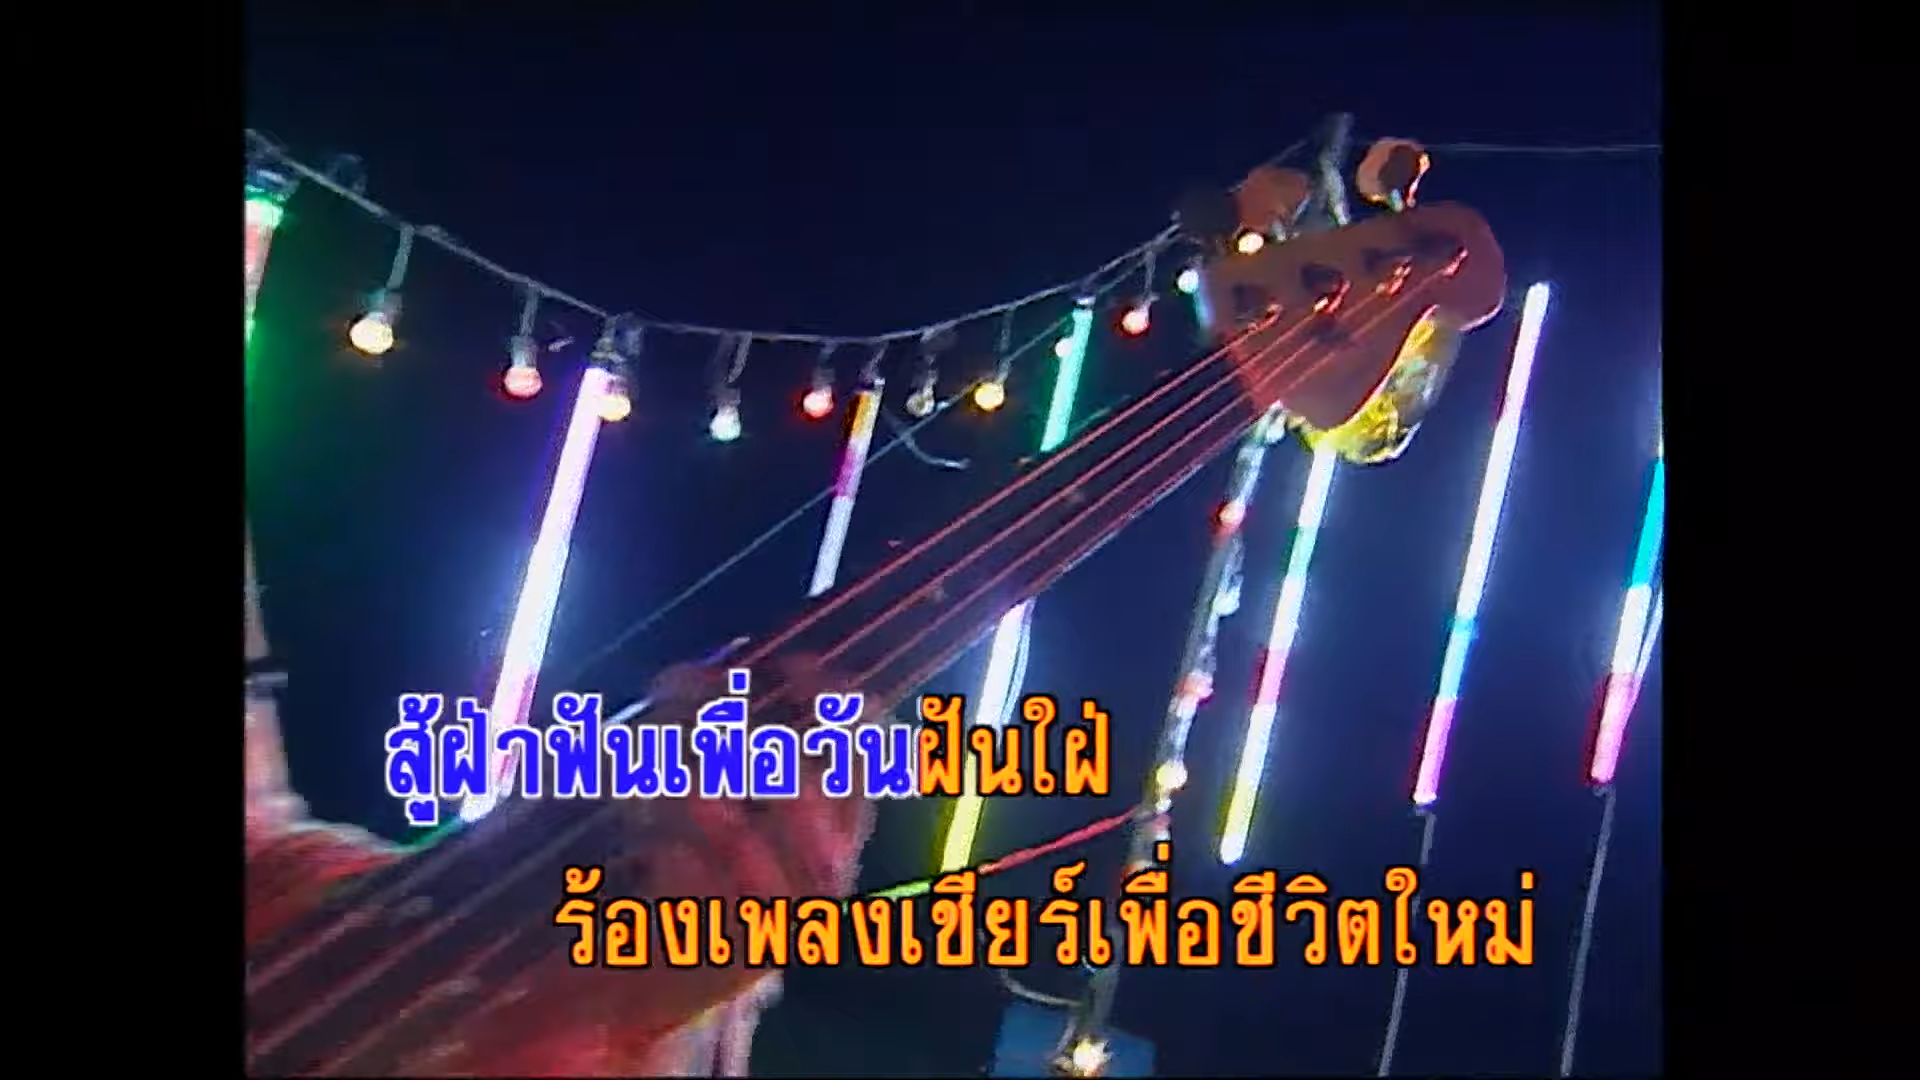 สู้ฝ่าฟันเพื่อวันฝันใฝ่
ร้องเพลงเชียร์เพื่อชีวิตใหม่